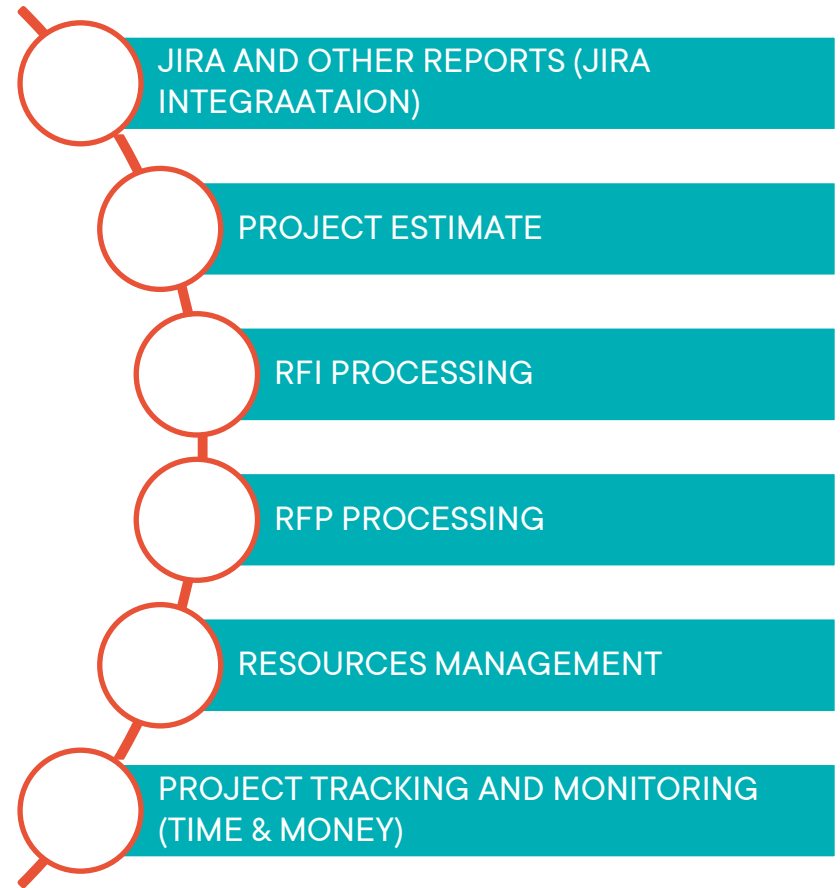 JIRA AND OTHER REPORTS (JIRA
INTEGRAATAION)
PROJECT ESTIMATE
RFI PROCESSING
RFP PROCESSING
RESOURCES MANAGEMENT
PROJECT TRACKING AND MONITORING
(TIME & MONEY)